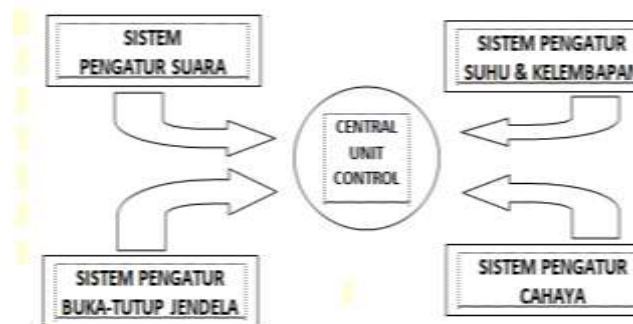 SISTEM
PENGATUR SUARA
SISTEM PENGATUR
SUHU & KELEMBAPAN
CENTRAL
UNIT
CONTROL
SISTEM PENGATUR
BUKA-TUTUP JENDELA
SISTEM PENGATUR
CAHAYA